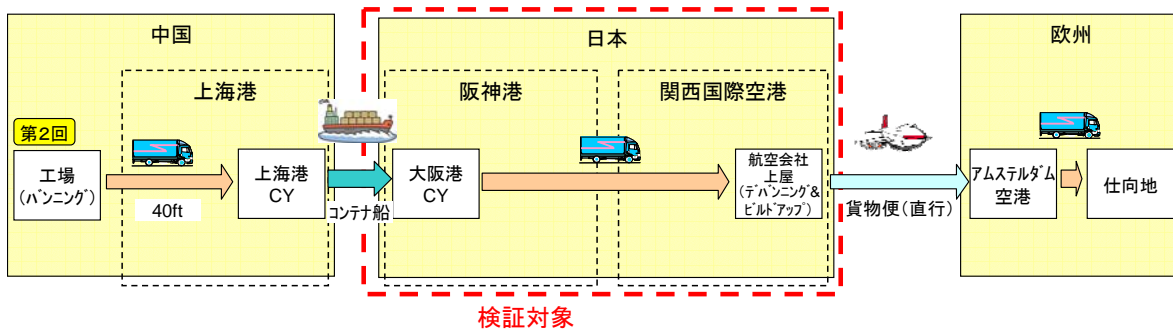 中国
日本
欧州
上海港
阪神港
関西国際空港
第2回
工場
(バンニング)
40ft
上海港
CY
コンテナ船
大阪港
CY
航空会社
上屋
(デバンニング&
ビルドアップ)
貨物便(直行)
アムステルダム
空港
仕向地
検証対象